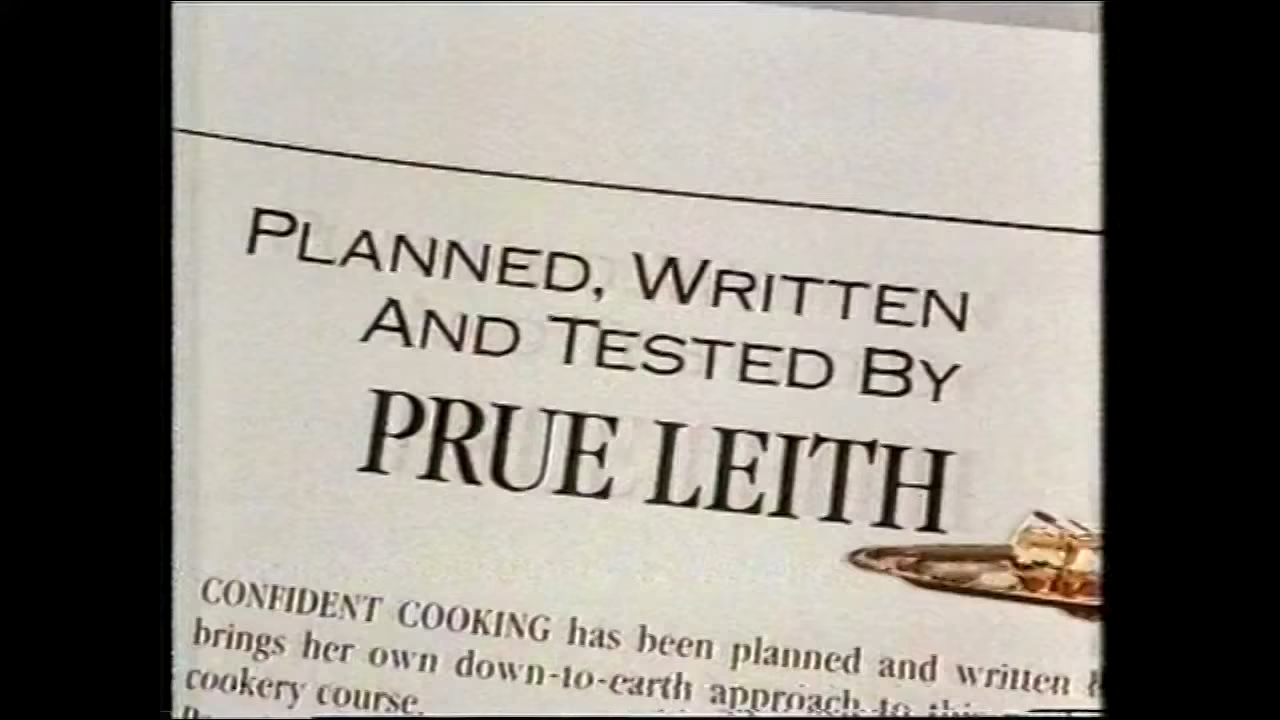 PLANNED, WRITTEN
AND TESTED BY
PRUE LEITH
CONFIDENT COOKING has been planned and written
brings her own down-to-earth approach to this
cookery course.